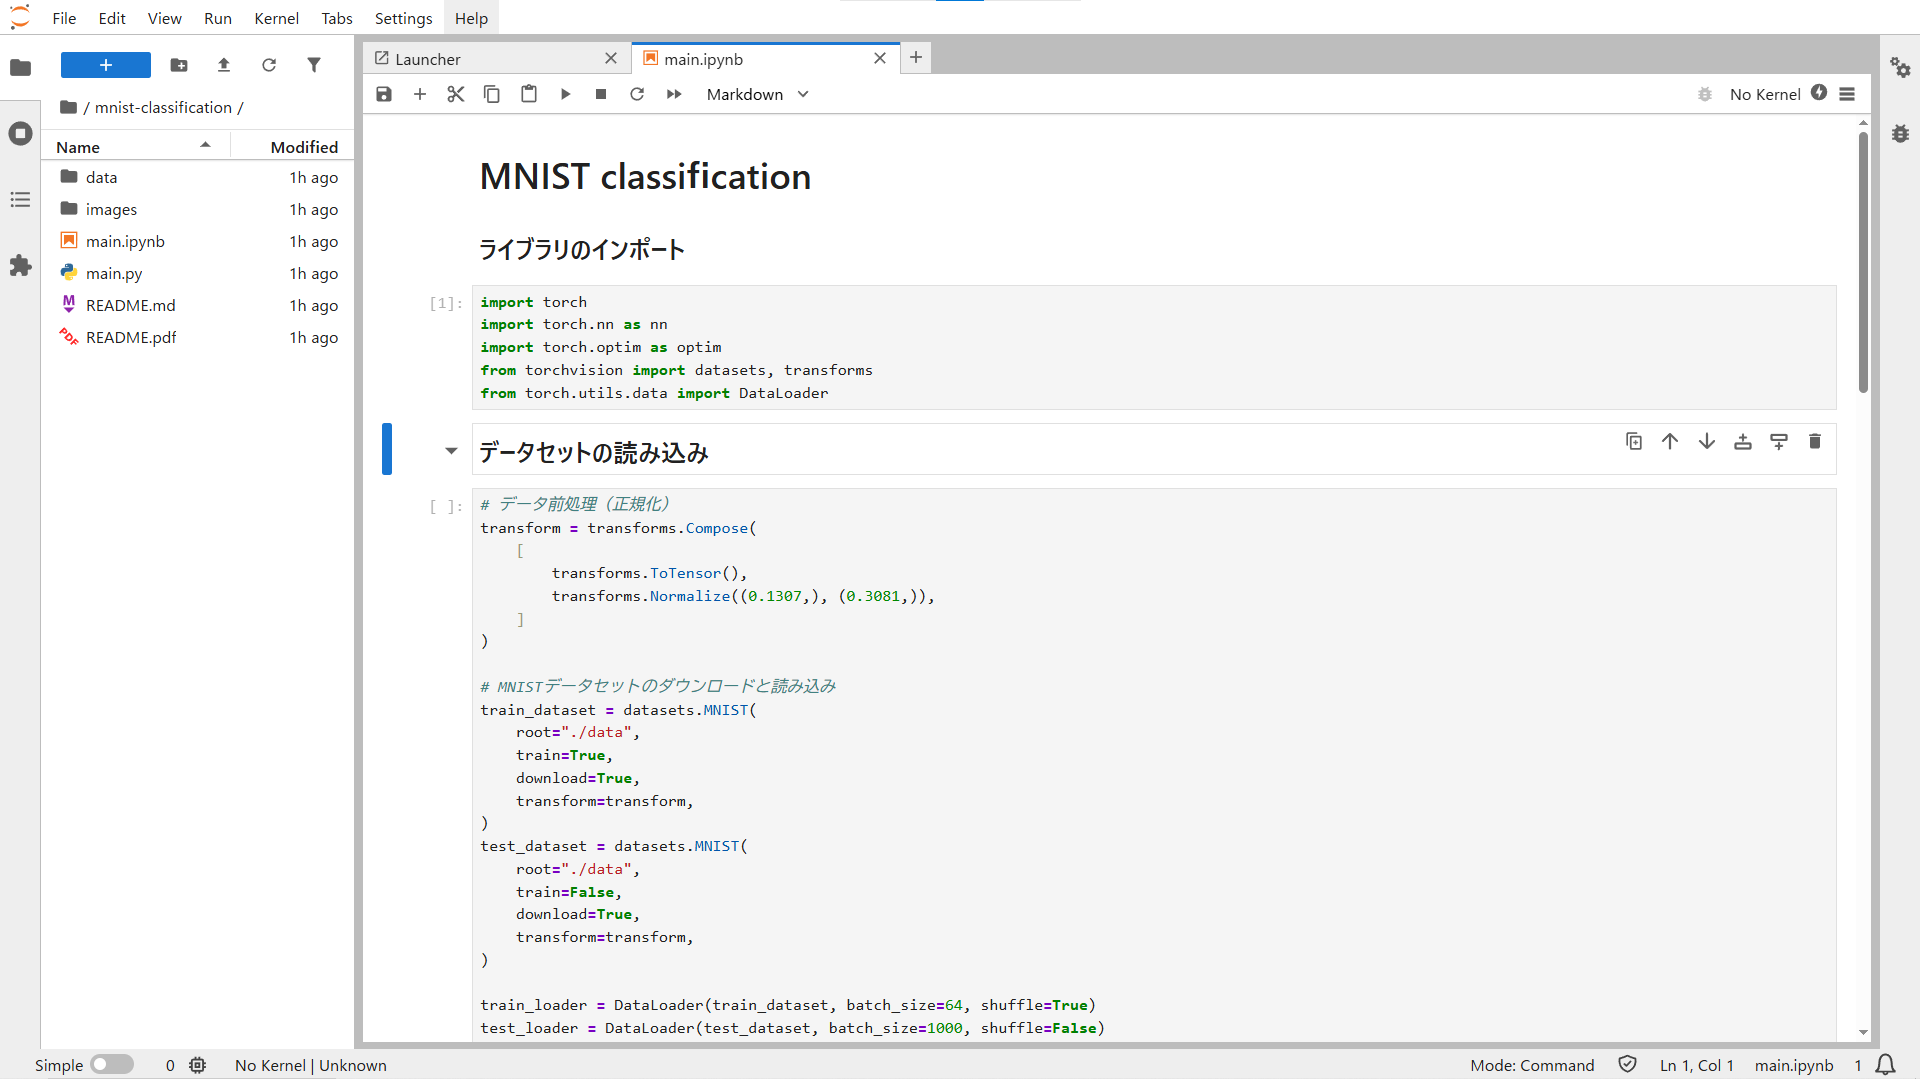 File Edit View Run Kernel Tabs Settings Help
/ mnist-classification /
Name Modified
data 1h ago
images 1h ago
main.ipynb 1h ago
main.py 1h ago
README.md 1h ago
README.pdf 1h ago
Launcher main.ipynb
Markdown No Kernel
MNIST classification
ライブラリのインポート
[1]: import torch
import torch.nn as nn
import torch.optim as optim
from torchvision import datasets, transforms
from torch.utils.data import DataLoader
データセットの読み込み
[ ]: # データ前処理（正規化）
transform = transforms.Compose(
    [
        transforms.ToTensor(),
        transforms.Normalize((0.1307,), (0.3081,)),
    ]
)
# MNISTデータセットのダウンロードと読み込み
train_dataset = datasets.MNIST(
    root="./data",
    train=True,
    download=True,
    transform=transform,
)
test_dataset = datasets.MNIST(
    root="./data",
    train=False,
    download=True,
    transform=transform,
)
train_loader = DataLoader(train_dataset, batch_size=64, shuffle=True)
test_loader = DataLoader(test_dataset, batch_size=1000, shuffle=False)
Simple 0 No Kernel | Unknown Mode: Command Ln 1, Col 1 main.ipynb 1